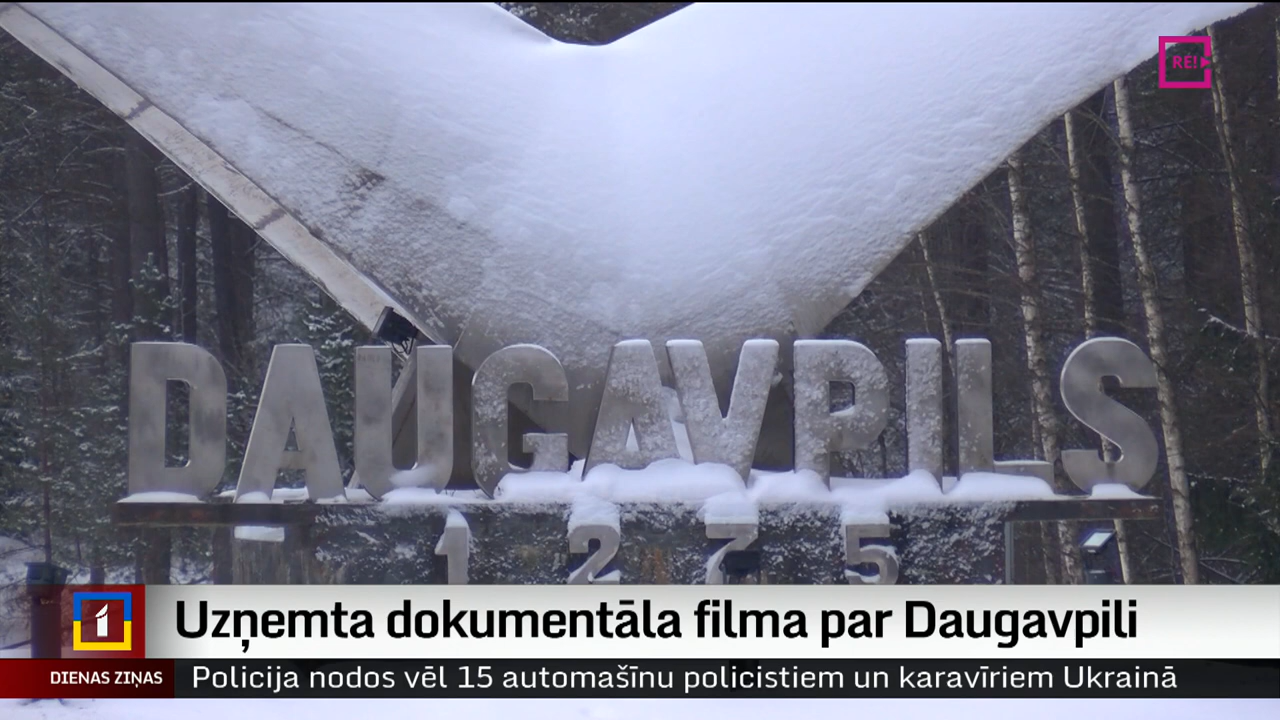 RE!
DAUGAVPILS
1275
1
Uzņemta dokumentāla filma par Daugavpili
DIENAS ZIŅAS
Policija nodos vēl 15 automašīnu policistiem un karavīriem Ukrainā